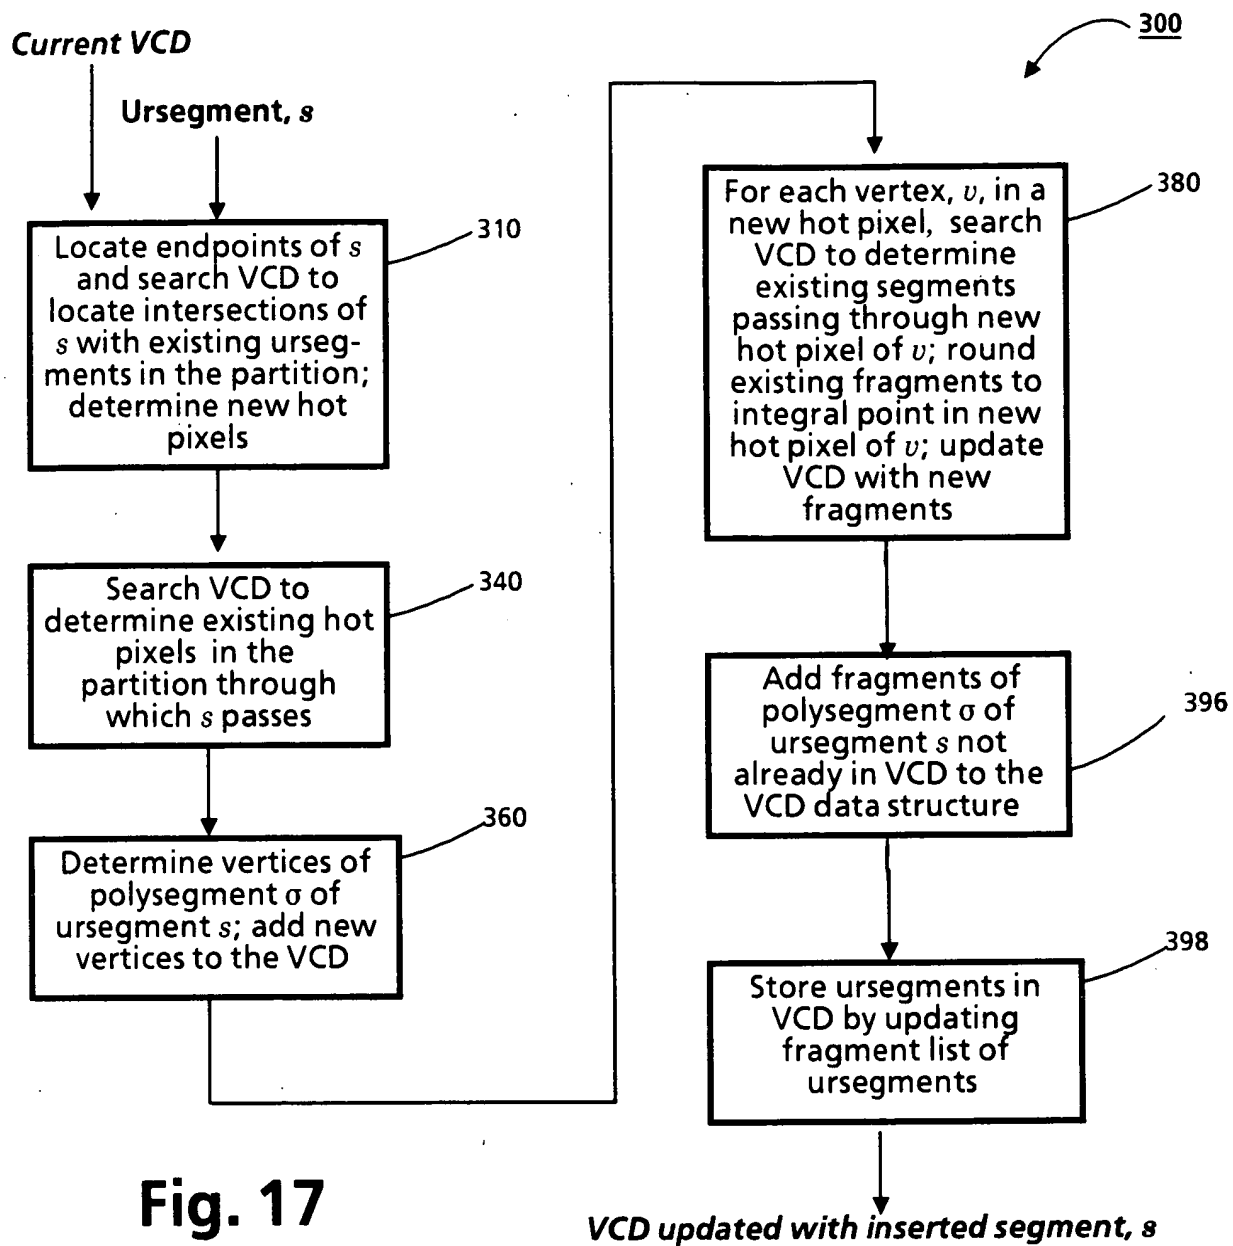 Current VCD
Ursegment, s
300
Locate endpoints of s
and search VCD to
locate intersections of
s with existing urseg-
ments in the partition;
determine new hot
pixels
310
Search VCD to
determine existing hot
pixels in the
partition through
which s passes
340
Determine vertices of
polysegment σ of
ursegment s; add new
vertices to the VCD
360
For each vertex, υ, in a
new hot pixel, search
VCD to determine
existing segments
passing through new
hot pixel of υ; round
existing fragments to
integral point in new
hot pixel of υ; update
VCD with new
fragments
380
Add fragments of
polysegment σ of
ursegment s not
already in VCD to the
VCD data structure
396
Store ursegments in
VCD by updating
fragment list of
ursegments
398
VCD updated with inserted segment, s
Fig. 17